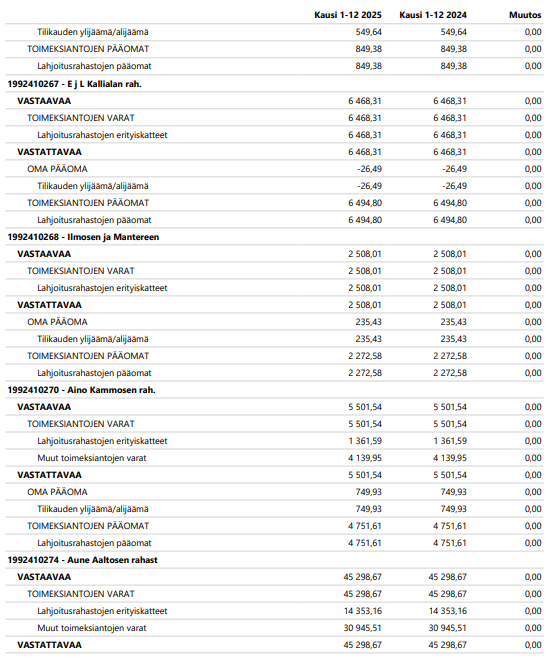 Kausi 1-12 2025 Kausi 1-12 2024 Muutos
Tilikauden ylijäämä/alijäämä 549,64 549,64 0,00
TOIMEKSIANTOJEN PÄÄOMAT 849,38 849,38 0,00
Lahjoitusrahastojen pääomat 849,38 849,38 0,00
1992410267 - E j L Kallialan rah.
VASTAAVAA 6 468,31 6 468,31 0,00
TOIMEKSIANTOJEN VARAT 6 468,31 6 468,31 0,00
Lahjoitusrahastojen erityiskatteet 6 468,31 6 468,31 0,00
VASTATTAVAA 6 468,31 6 468,31 0,00
OMA PÄÄOMA -26,49 -26,49 0,00
Tilikauden ylijäämä/alijäämä -26,49 -26,49 0,00
TOIMEKSIANTOJEN PÄÄOMAT 6 494,80 6 494,80 0,00
Lahjoitusrahastojen pääomat 6 494,80 6 494,80 0,00
1992410268 - Ilmosen ja Mantereen
VASTAAVAA 2 508,01 2 508,01 0,00
TOIMEKSIANTOJEN VARAT 2 508,01 2 508,01 0,00
Lahjoitusrahastojen erityiskatteet 2 508,01 2 508,01 0,00
VASTATTAVAA 2 508,01 2 508,01 0,00
OMA PÄÄOMA 235,43 235,43 0,00
Tilikauden ylijäämä/alijäämä 235,43 235,43 0,00
TOIMEKSIANTOJEN PÄÄOMAT 2 272,58 2 272,58 0,00
Lahjoitusrahastojen pääomat 2 272,58 2 272,58 0,00
1992410270 - Aino Kammosen rah.
VASTAAVAA 5 501,54 5 501,54 0,00
TOIMEKSIANTOJEN VARAT 5 501,54 5 501,54 0,00
Lahjoitusrahastojen erityiskatteet 1 361,59 1 361,59 0,00
Muut toimeksiantojen varat 4 139,95 4 139,95 0,00
VASTATTAVAA 5 501,54 5 501,54 0,00
OMA PÄÄOMA 749,93 749,93 0,00
Tilikauden ylijäämä/alijäämä 749,93 749,93 0,00
TOIMEKSIANTOJEN PÄÄOMAT 4 751,61 4 751,61 0,00
Lahjoitusrahastojen pääomat 4 751,61 4 751,61 0,00
1992410274 - Aune Aaltosen rahast
VASTAAVAA 45 298,67 45 298,67 0,00
TOIMEKSIANTOJEN VARAT 45 298,67 45 298,67 0,00
Lahjoitusrahastojen erityiskatteet 14 353,16 14 353,16 0,00
Muut toimeksiantojen varat 30 945,51 30 945,51 0,00
VASTATTAVAA 45 298,67 45 298,67 0,00